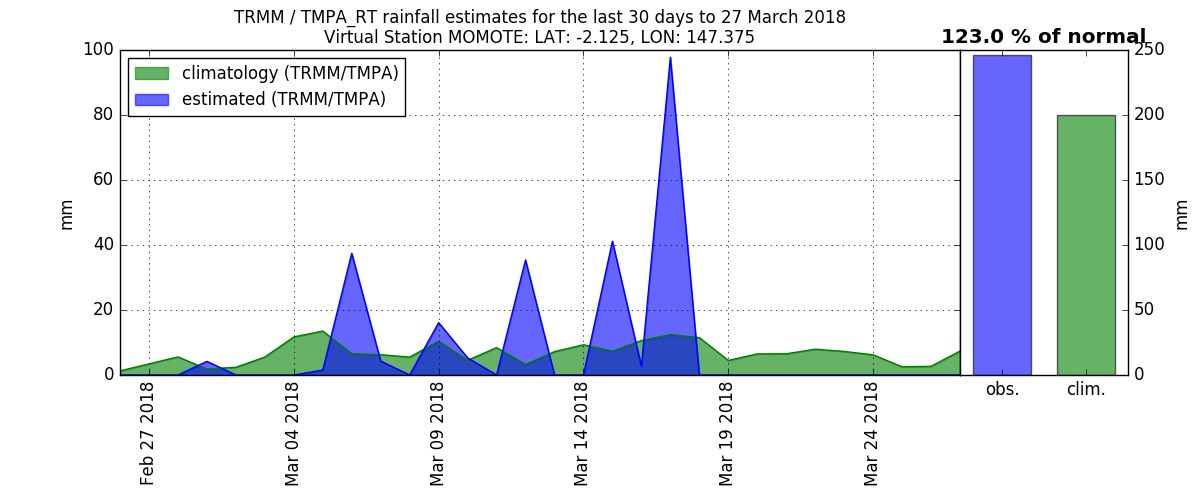 TRMM / TMPA_RT rainfall estimates for the last 30 days to 27 March 2018
Virtual Station MOMOTE: LAT: -2.125, LON: 147.375
123.0 % of normal
climatology (TRMM/TMPA)
estimated (TRMM/TMPA)
100
80
60
40
20
0
mm
Feb 27 2018
Mar 04 2018
Mar 09 2018
Mar 14 2018
Mar 19 2018
Mar 24 2018
obs.
clim.
250
200
150
100
50
0
mm